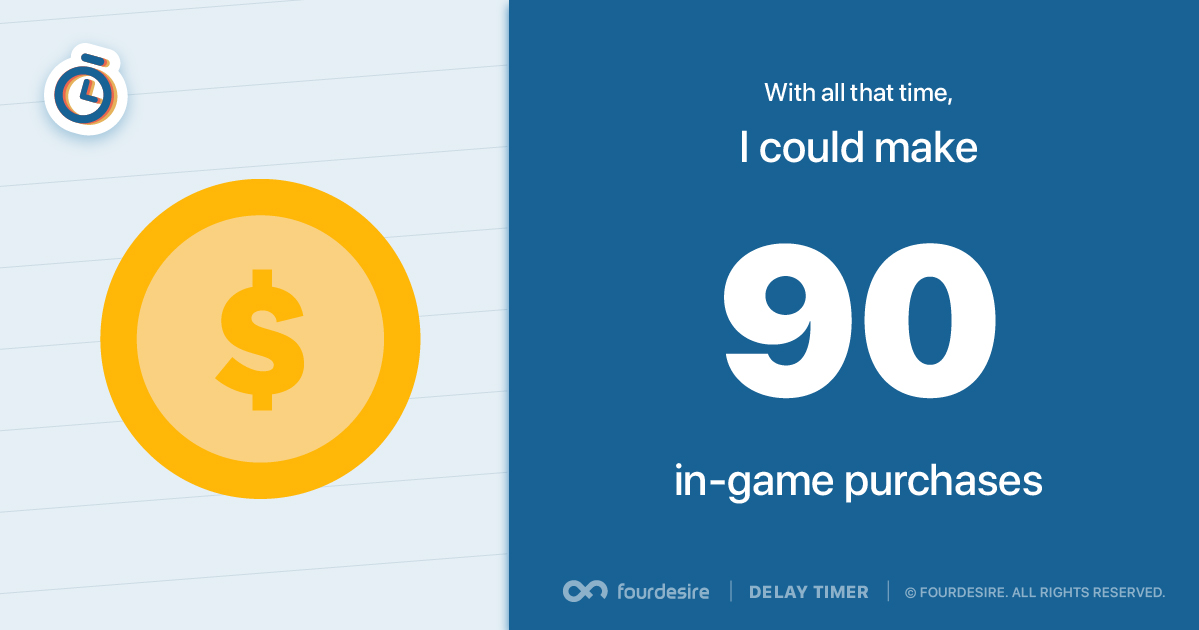 With all that time,
I could make
90
in-game purchases
$
fourdesire | DELAY TIMER | © FOURDESIRE. ALL RIGHTS RESERVED.